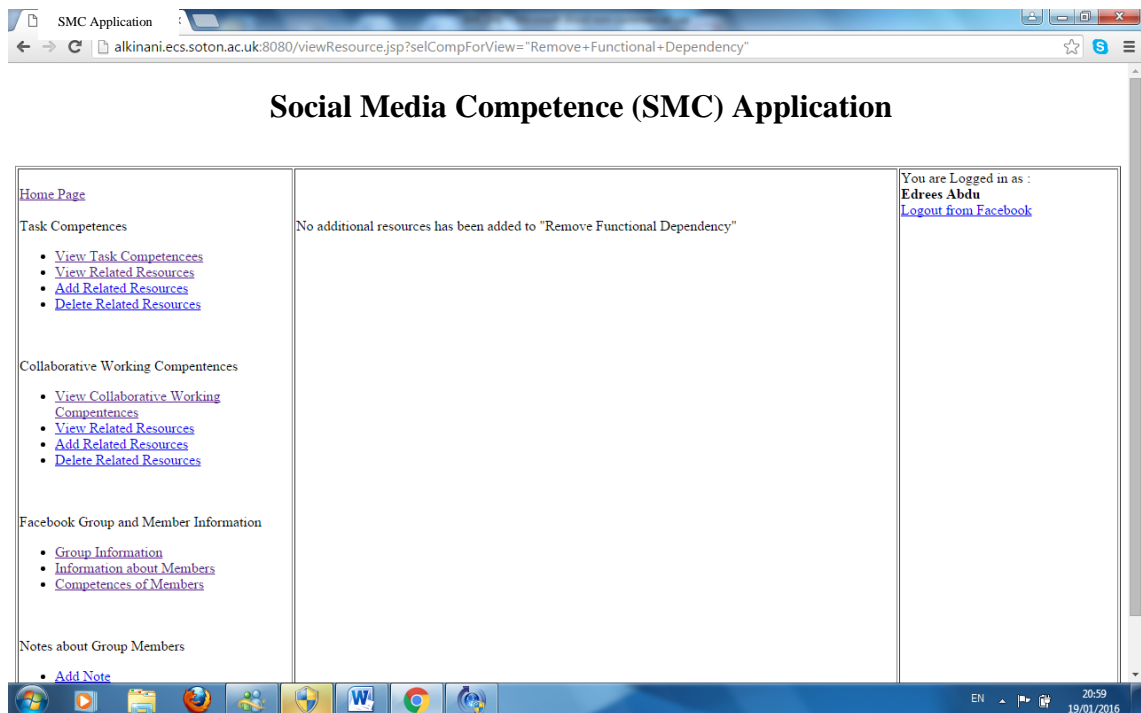 SMC Application
alkinani.ecs.soton.ac.uk:8080/viewResource.jsp?selCompForView="Remove+Functional+Dependency"
Social Media Competence (SMC) Application
Home Page
Task Competences
View Task Competencees
View Related Resources
Add Related Resources
Delete Related Resources
Collaborative Working Compentences
View Collaborative Working
Compentences
View Related Resources
Add Related Resources
Delete Related Resources
Facebook Group and Member Information
Group Information
Information about Members
Competences of Members
Notes about Group Members
Add Note
No additional resources has been added to "Remove Functional Dependency"
You are Logged in as :
Edrees Abdu
Logout from Facebook
EN
20:59
19/01/2016